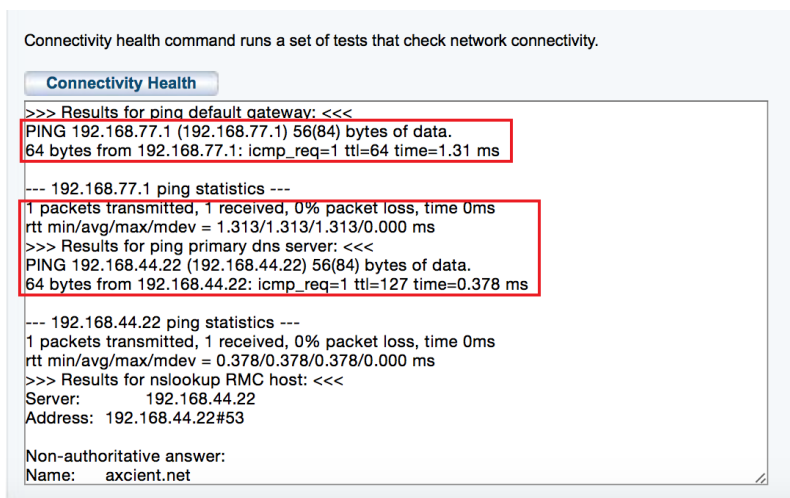 Connectivity health command runs a set of tests that check network connectivity.
Connectivity Health
>>> Results for ping default gateway: <<<
PING 192.168.77.1 (192.168.77.1) 56(84) bytes of data.
64 bytes from 192.168.77.1: icmp_req=1 ttl=64 time=1.31 ms
--- 192.168.77.1 ping statistics ---
1 packets transmitted, 1 received, 0% packet loss, time 0ms
rtt min/avg/max/mdev = 1.313/1.313/1.313/0.000 ms
>>> Results for ping primary dns server: <<<
PING 192.168.44.22 (192.168.44.22) 56(84) bytes of data.
64 bytes from 192.168.44.22: icmp_req=1 ttl=127 time=0.378 ms
--- 192.168.44.22 ping statistics ---
1 packets transmitted, 1 received, 0% packet loss, time 0ms
rtt min/avg/max/mdev = 0.378/0.378/0.378/0.000 ms
>>> Results for nslookup RMC host: <<<
Server: 192.168.44.22
Address: 192.168.44.22#53
Non-authoritative answer:
Name: axcient.net